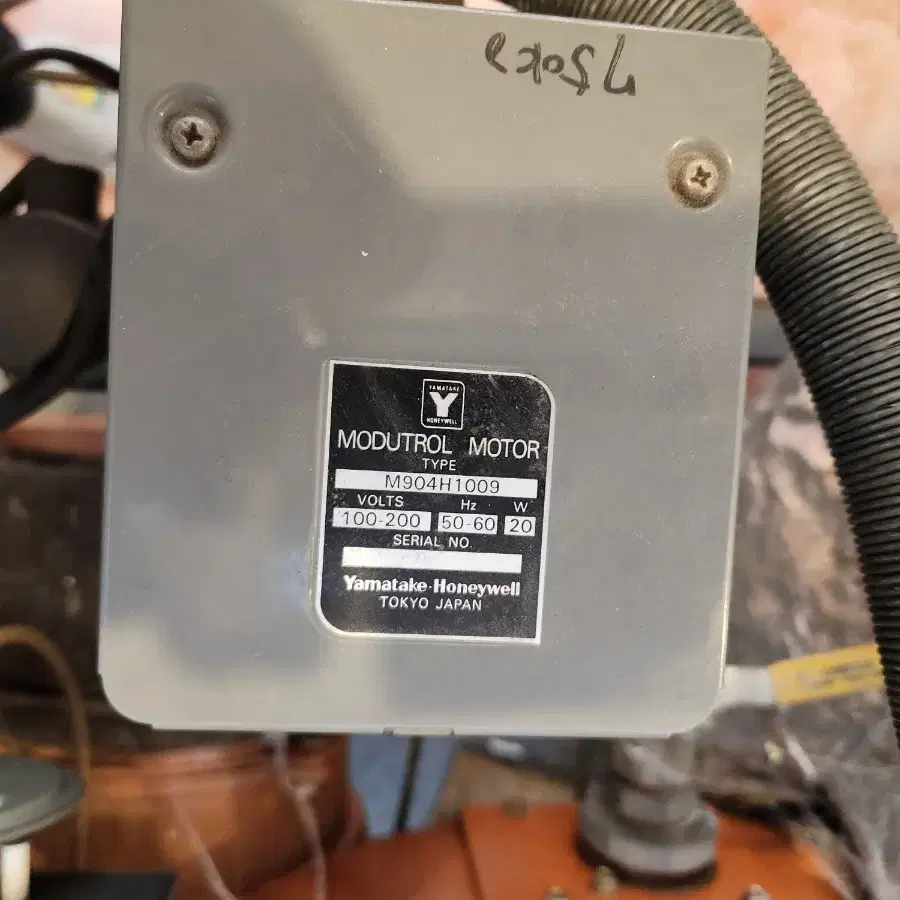 YAMATAKE
Y
HONEYWELL
MODUTROL MOTOR
TYPE
M904H1009
VOLTS Hz W
100-200 50-60 20
SERIAL NO.
Yamatake-Honeywell
TOKYO JAPAN